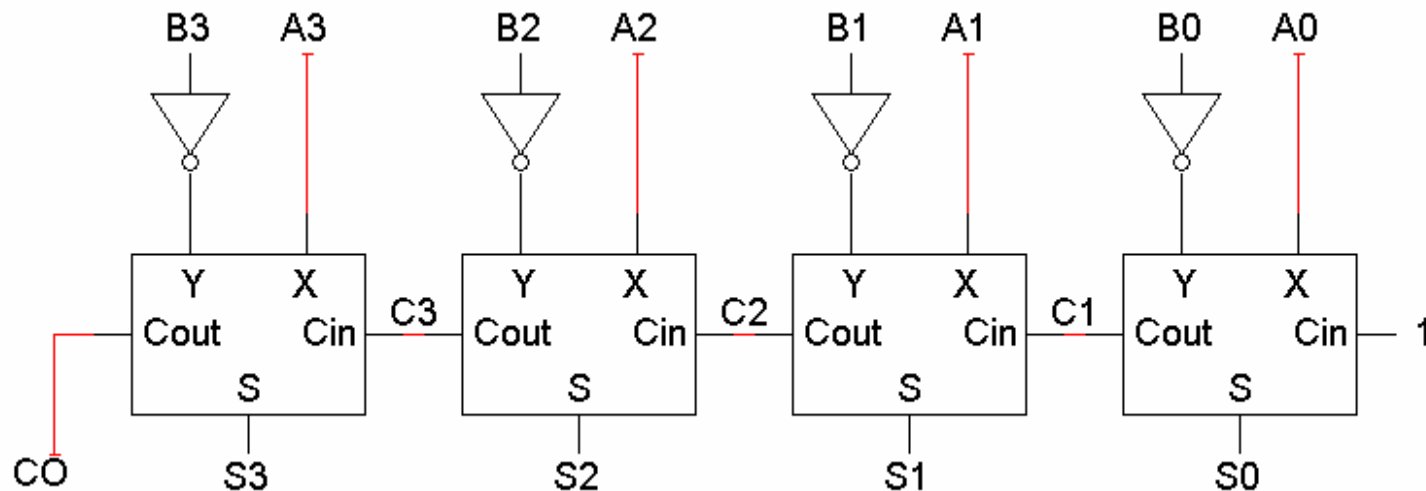 B3 A3 B2 A2 B1 A1 B0 A0
Y X Y X Y X Y X
Cout Cin C3 Cout Cin C2 Cout Cin C1 Cout Cin 1
S S S S
CO S3 S2 S1 S0